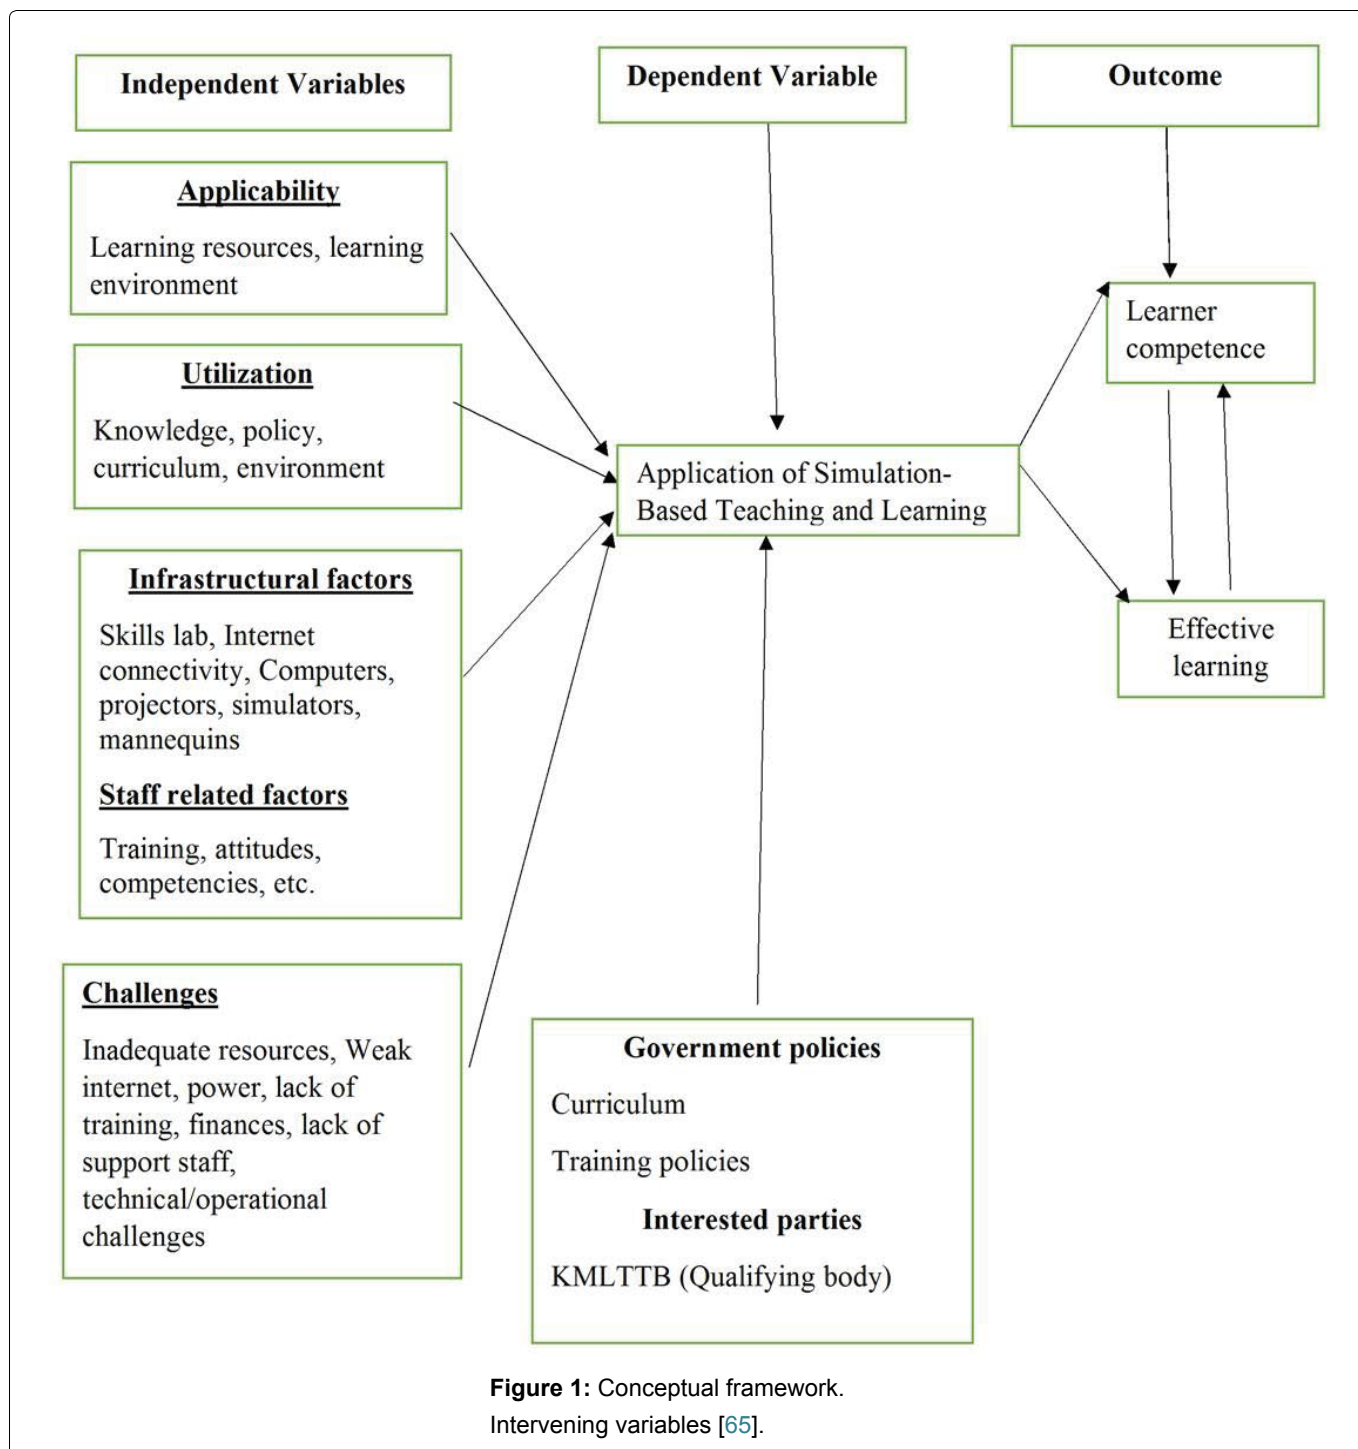 Independent Variables
Dependent Variable
Outcome
Applicability
Learning resources, learning
environment
Utilization
Knowledge, policy,
curriculum, environment
Infrastructural factors
Skills lab, Internet
connectivity, Computers,
projectors, simulators,
mannequins
Staff related factors
Training, attitudes,
competencies, etc.
Challenges
Inadequate resources, Weak
internet, power, lack of
training, finances, lack of
support staff,
technical/operational
challenges
Application of Simulation-
Based Teaching and Learning
Learner
competence
Effective
learning
Government policies
Curriculum
Training policies
Interested parties
KMLTTB (Qualifying body)
Figure 1: Conceptual framework.
Intervening variables [65].